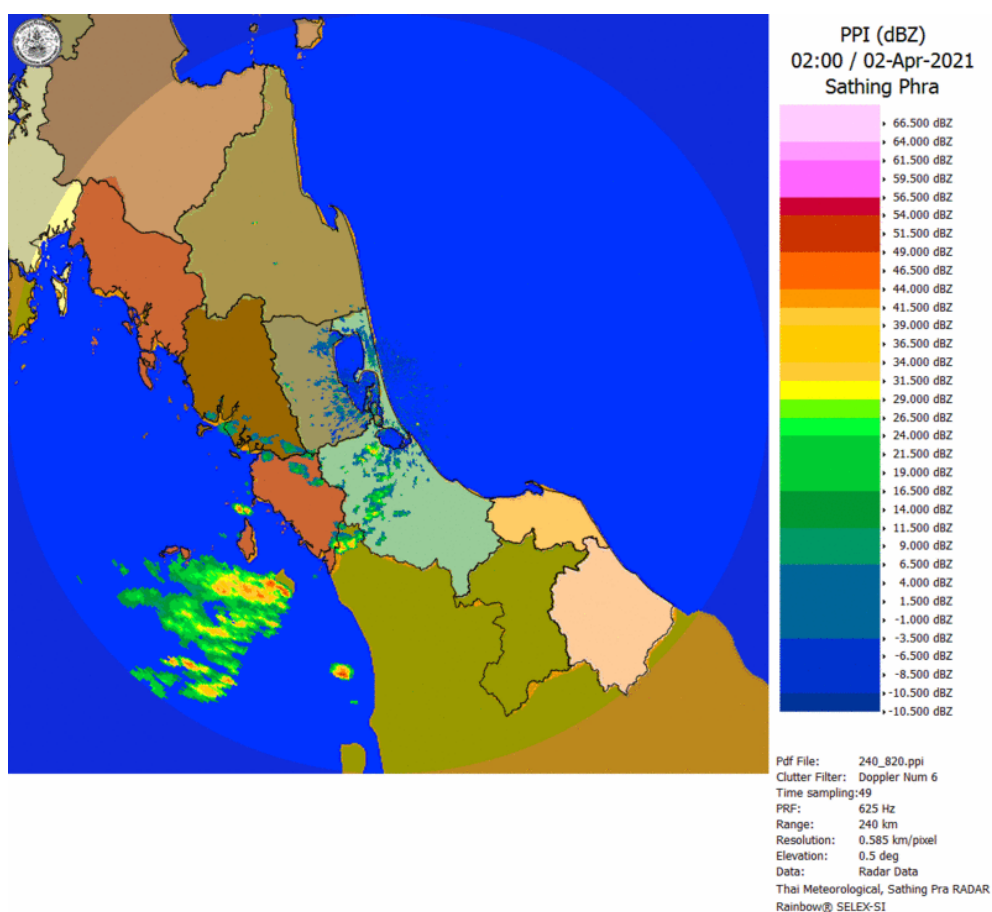 PPI (dBZ)
02:00 / 02-Apr-2021
Sathing Phra
66.500 dBZ
64.000 dBZ
61.500 dBZ
59.500 dBZ
56.500 dBZ
54.000 dBZ
51.500 dBZ
49.000 dBZ
46.500 dBZ
44.000 dBZ
41.500 dBZ
39.000 dBZ
36.500 dBZ
34.000 dBZ
31.500 dBZ
29.000 dBZ
26.500 dBZ
24.000 dBZ
21.500 dBZ
19.000 dBZ
16.500 dBZ
14.000 dBZ
11.500 dBZ
9.000 dBZ
6.500 dBZ
4.000 dBZ
1.500 dBZ
-1.000 dBZ
-3.500 dBZ
-6.500 dBZ
-8.500 dBZ
-10.500 dBZ
-10.500 dBZ
Pdf File: 240_820.ppi
Clutter Filter: Doppler Num 6
Time sampling:49
PRF: 625 Hz
Range: 240 km
Resolution: 0.585 km/pixel
Elevation: 0.5 deg
Data: Radar Data
Thai Meteorological, Sathing Pra RADAR
Rainbow® SELEX-SI